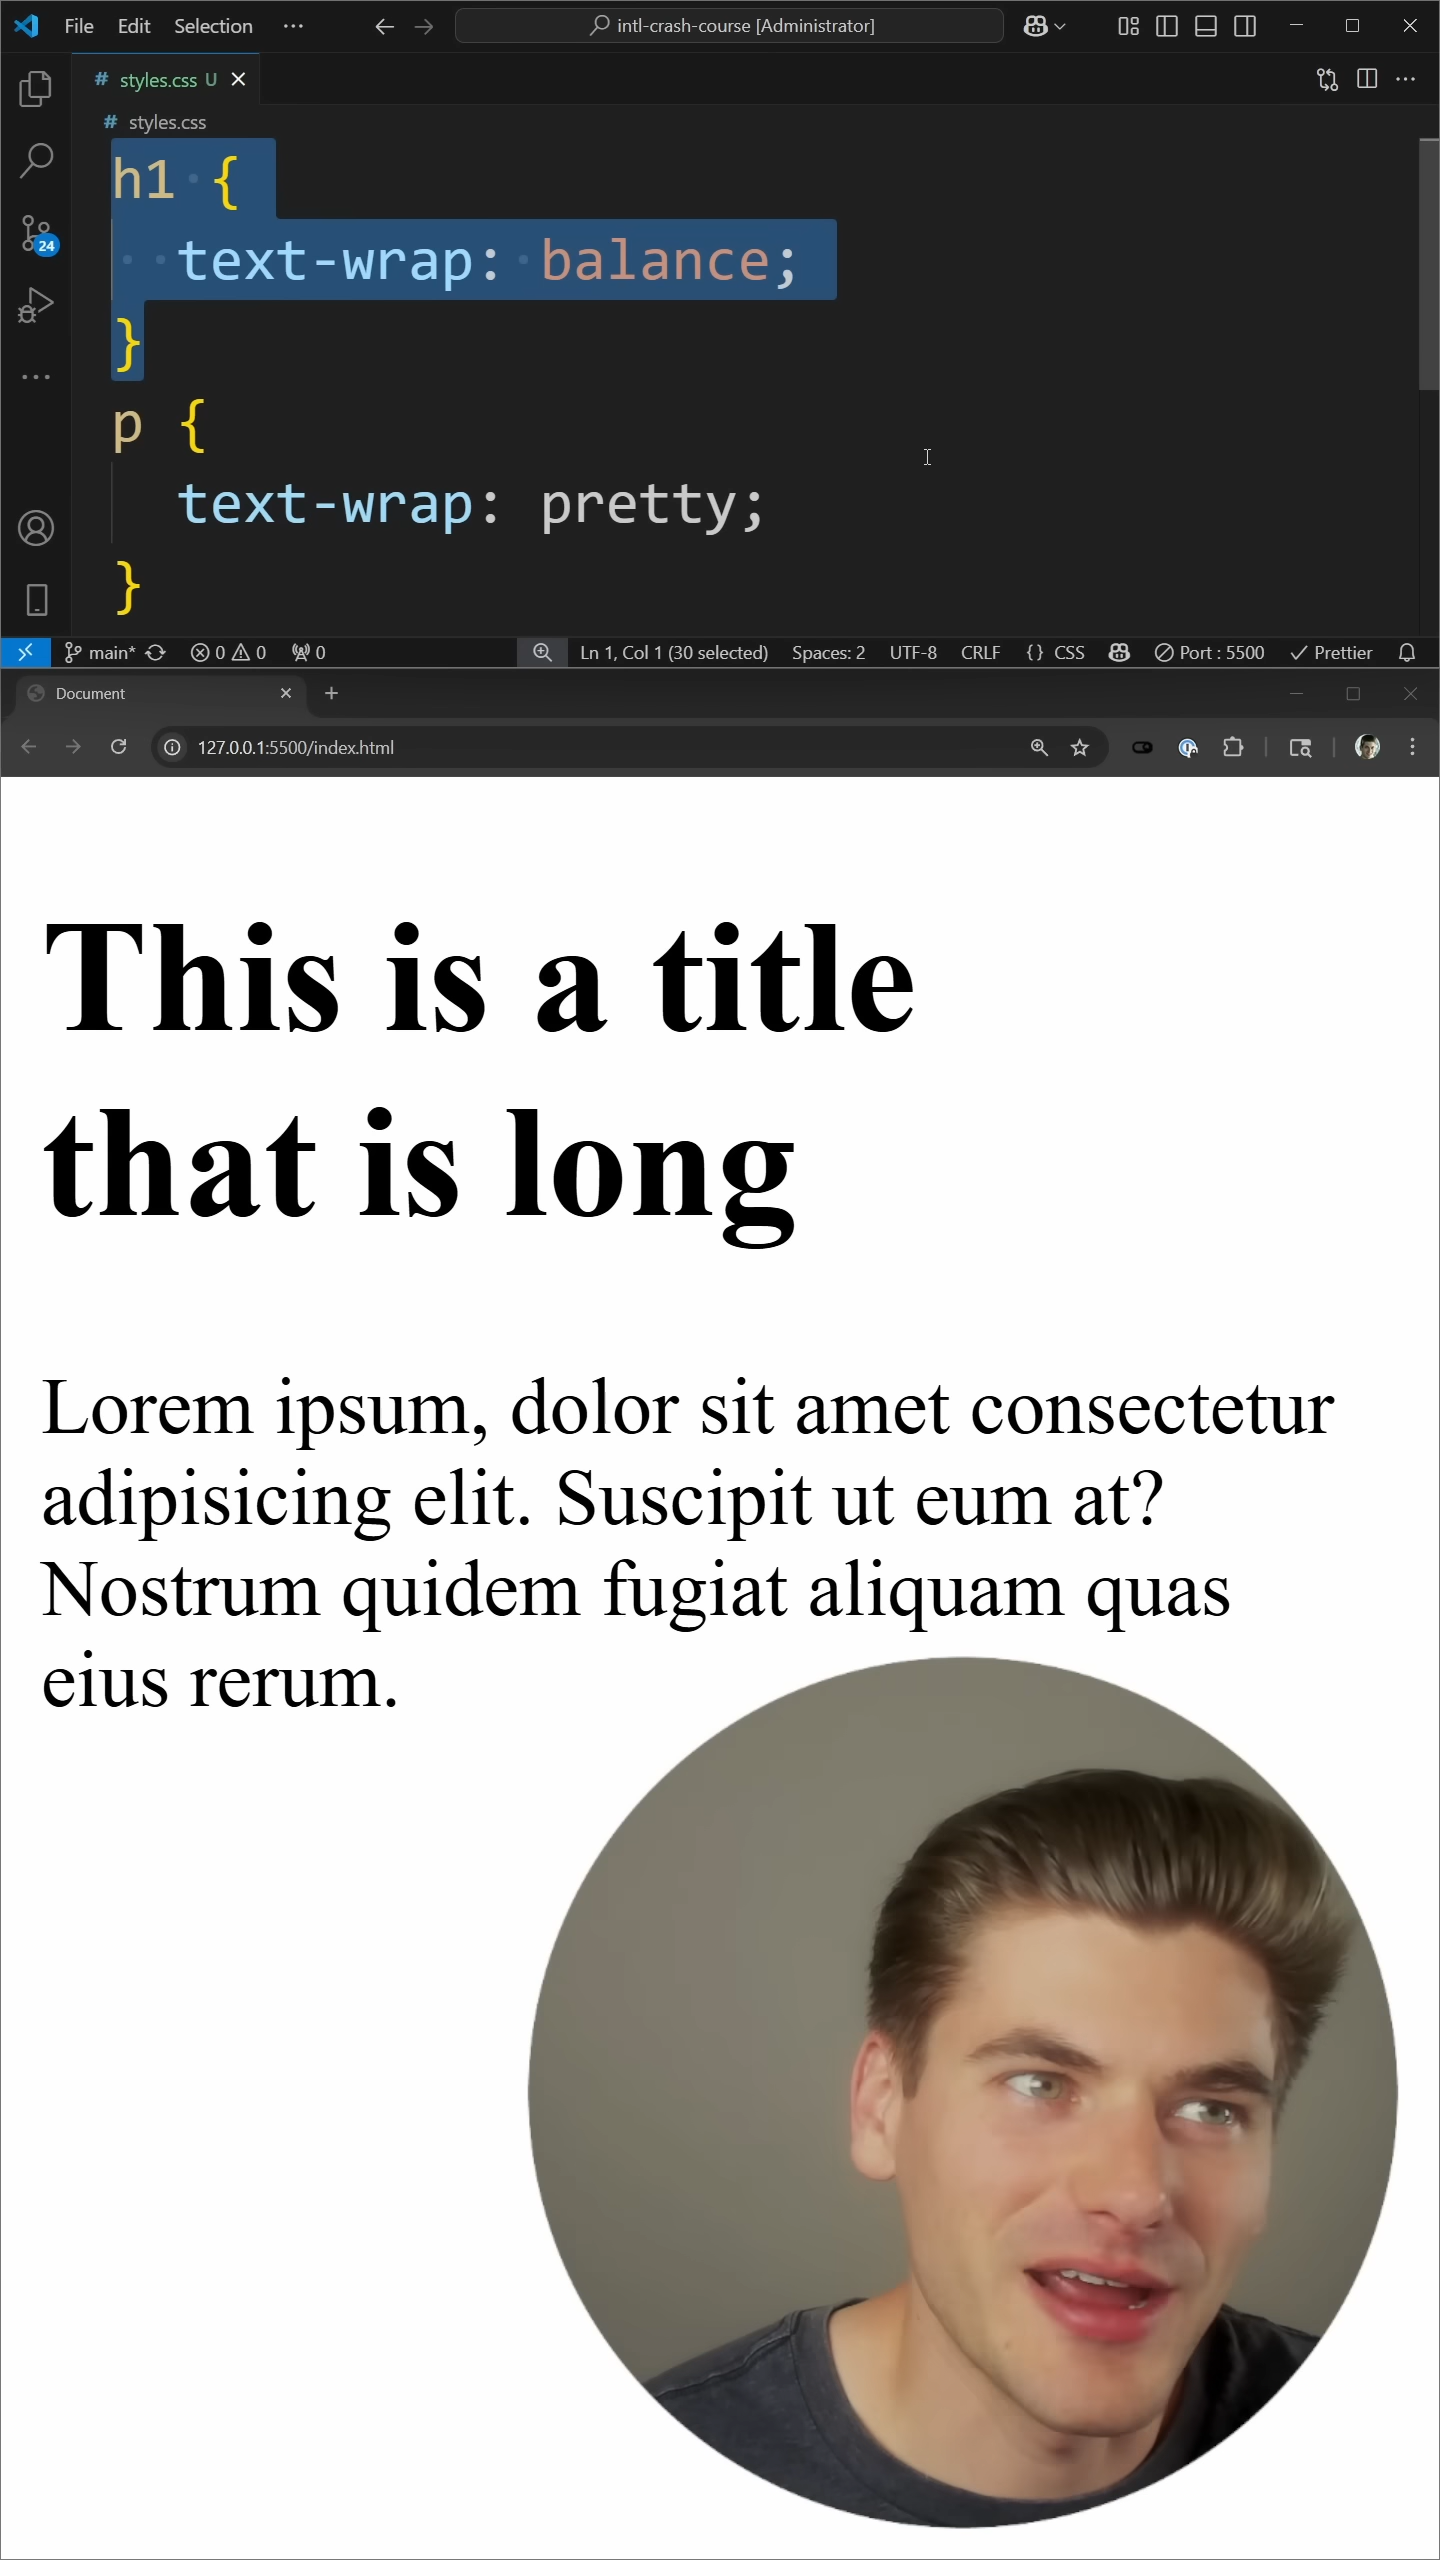 File Edit Selection ··· intl-crash-course [Administrator]
# styles.css U
# styles.css
h1 {
text-wrap: balance;
}
p {
text-wrap: pretty;
}
24
main* 0 0 0 Ln 1, Col 1 (30 selected) Spaces: 2 UTF-8 CRLF {} CSS Port : 5500 Prettier
Document
127.0.0.1:5500/index.html
This is a title
that is long
Lorem ipsum, dolor sit amet consectetur
adipisicing elit. Suscipit ut eum at?
Nostrum quidem fugiat aliquam quas
eius rerum.